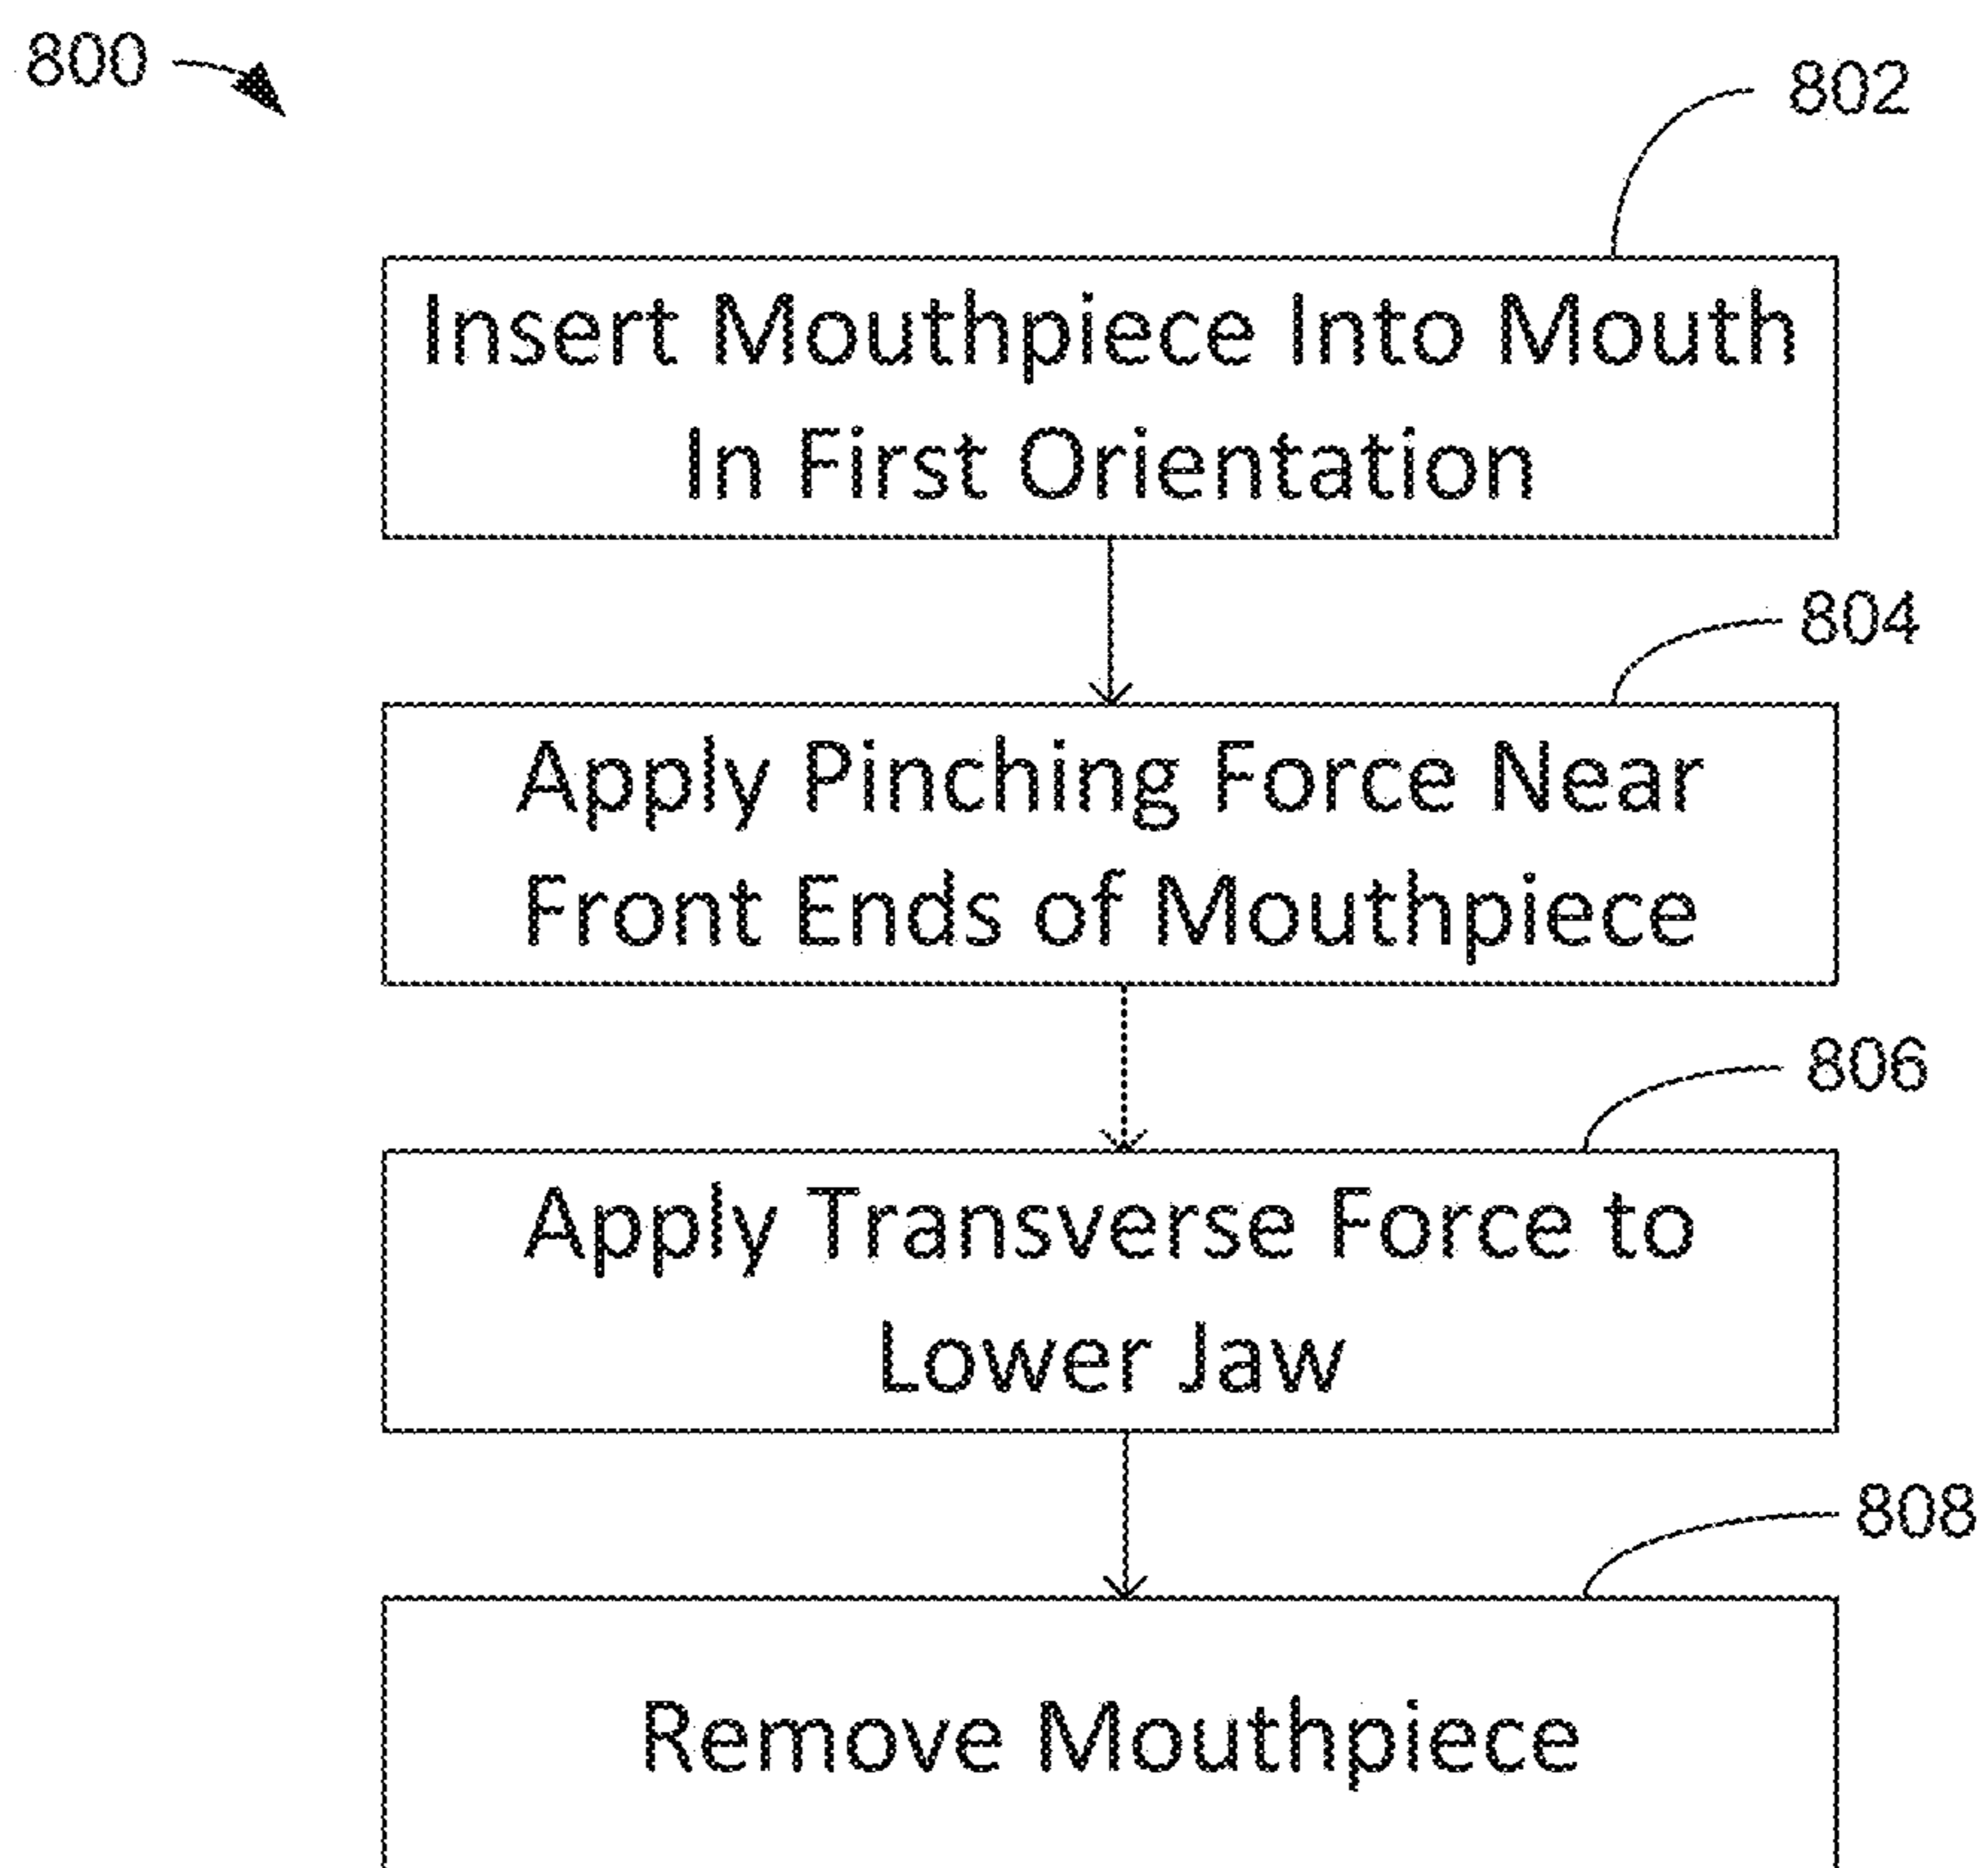 800
802
Insert Mouthpiece Into Mouth
In First Orientation
804
Apply Pinching Force Near
Front Ends of Mouthpiece
806
Apply Transverse Force to
Lower Jaw
808
Remove Mouthpiece